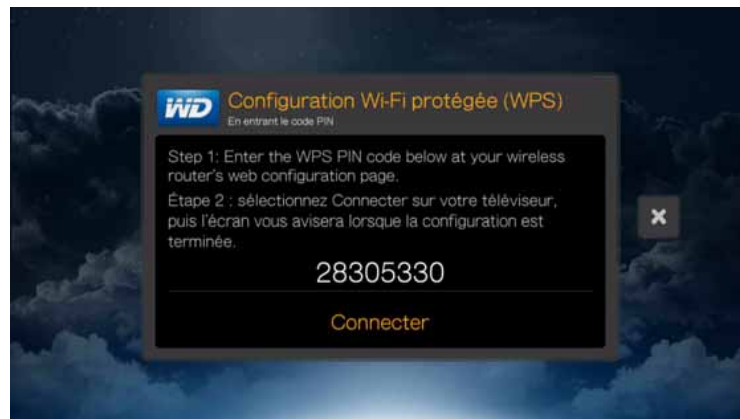 WD
Configuration Wi-Fi protégée (WPS)
En entrant le code PIN
Step 1: Enter the WPS PIN code below at your wireless
router's web configuration page.
Étape 2 : sélectionnez Connecter sur votre téléviseur,
puis l'écran vous avisera lorsque la configuration est
terminée.
28305330
Connecter